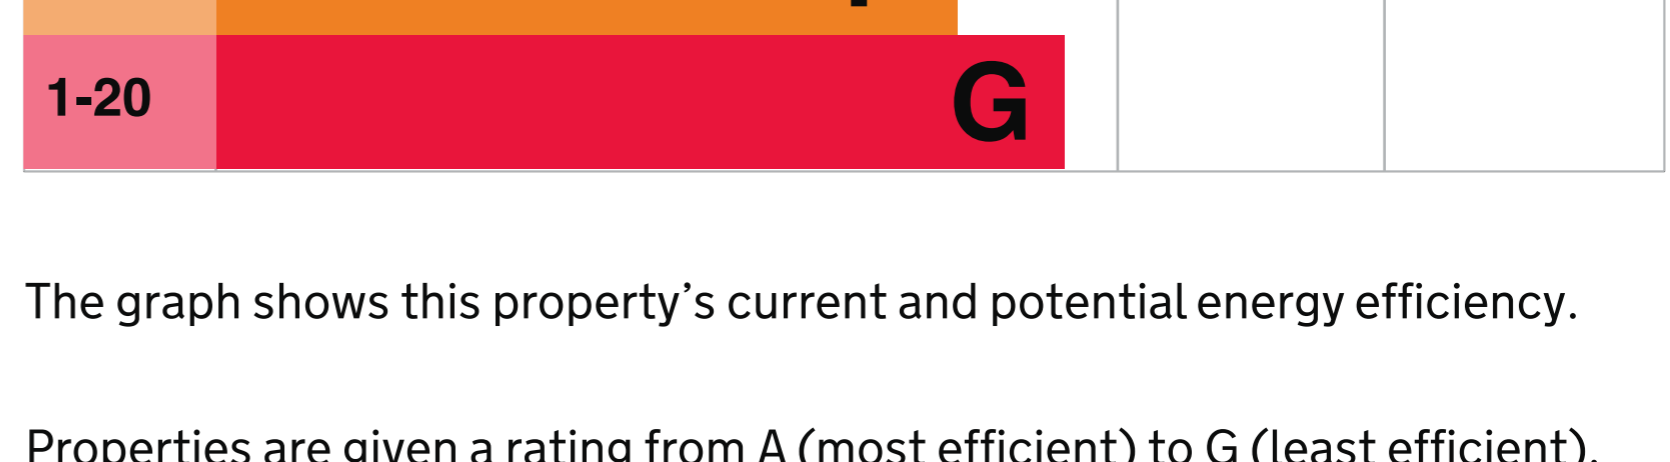 1-20 G
The graph shows this property’s current and potential energy efficiency.
Properties are given a rating from A (most efficient) to G (least efficient).